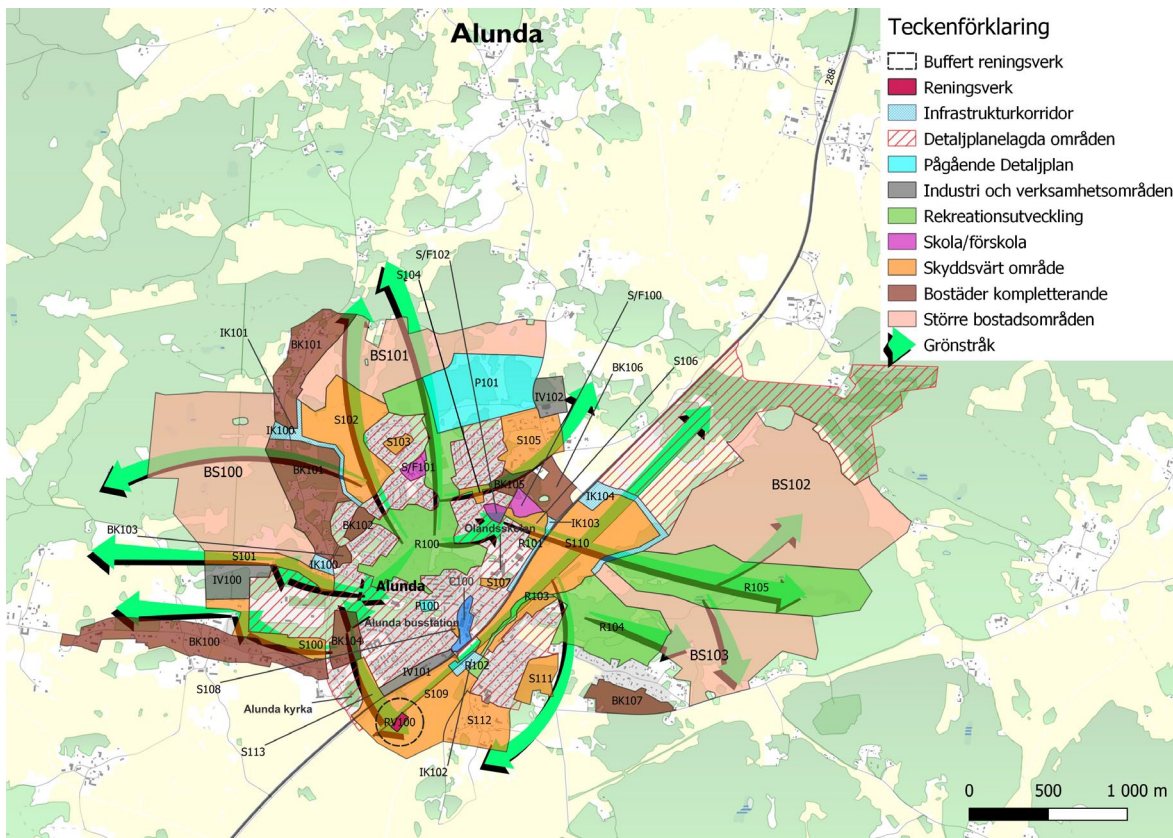 Alunda
Teckenförklaring
Buffert reningsverk
Reningsverk
Infrastrukturkorridor
Detaljplanelagda områden
Pågående Detaljplan
Industri och verksamhetsområden
Rekreationsutveckling
Skola/förskola
Skyddsvärt område
Bostäder kompletterande
Större bostadsområden
Grönstråk
288
S/F102
S104
S/F100
IK101
BK101
BS101
BK106
S106
P101
IV102
S102
IK100
S103
S105
S/F101
BS100
BK101
BK105
IK104
BS102
BK103
BK102
Olandsskolan
IK103
R100
R101
S110
S101
IK100
IV100
Alunda
C100
S107
R105
P100
R103
Alunda busstation
R104
BK100
S100
BK104
BS103
R102
IV101
S108
S109
S111
BK107
Alunda kyrka
RV100
S112
S113
IK102
0 500 1 000 m